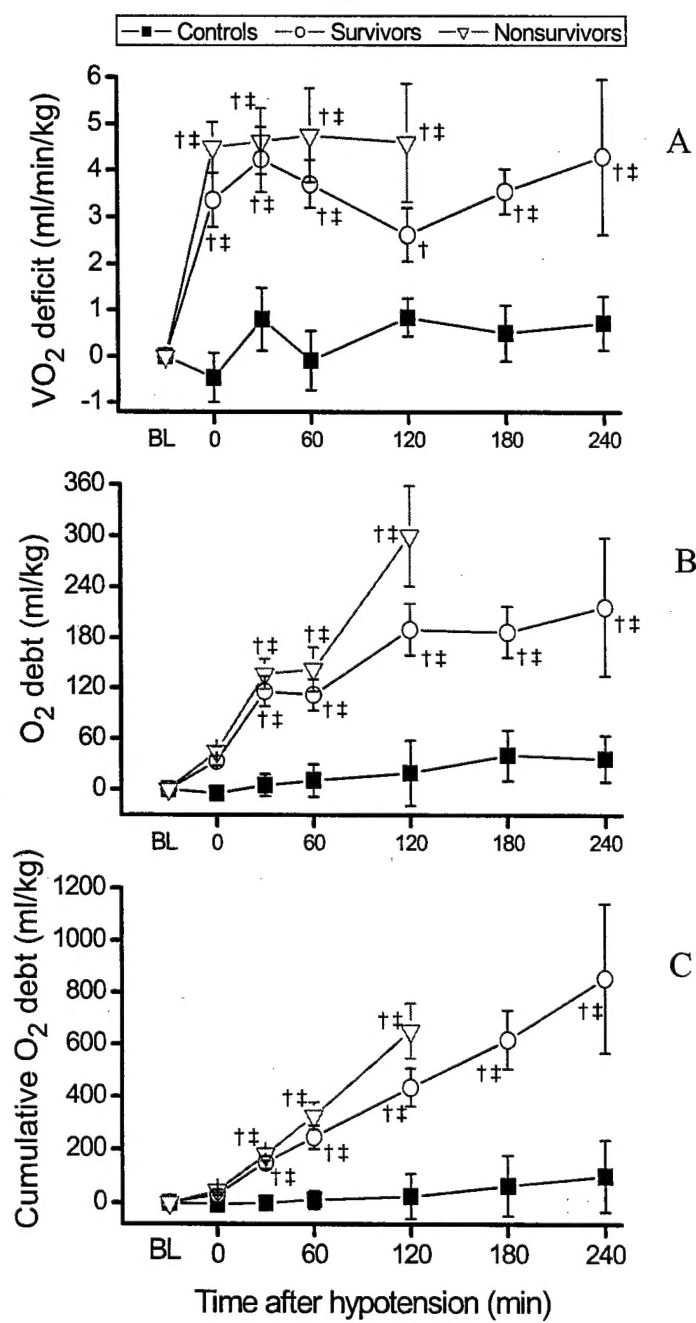 Controls Survivors Nonsurvivors
A
VO2 deficit (ml/min/kg)
6
5
4
3
2
1
0
-1
†‡ †‡ †‡ †‡
†‡ †‡ †‡ † †‡ †‡
BL 0 60 120 180 240
B
O2 debt (ml/kg)
360
300
240
180
120
60
0
†‡ †‡ †‡
†‡ †‡ †‡ †‡ †‡
BL 0 60 120 180 240
C
Cumulative O2 debt (ml/kg)
1200
1000
800
600
400
200
0
†‡ †‡ †‡
†‡ †‡ †‡ †‡ †‡
BL 0 60 120 180 240
Time after hypotension (min)